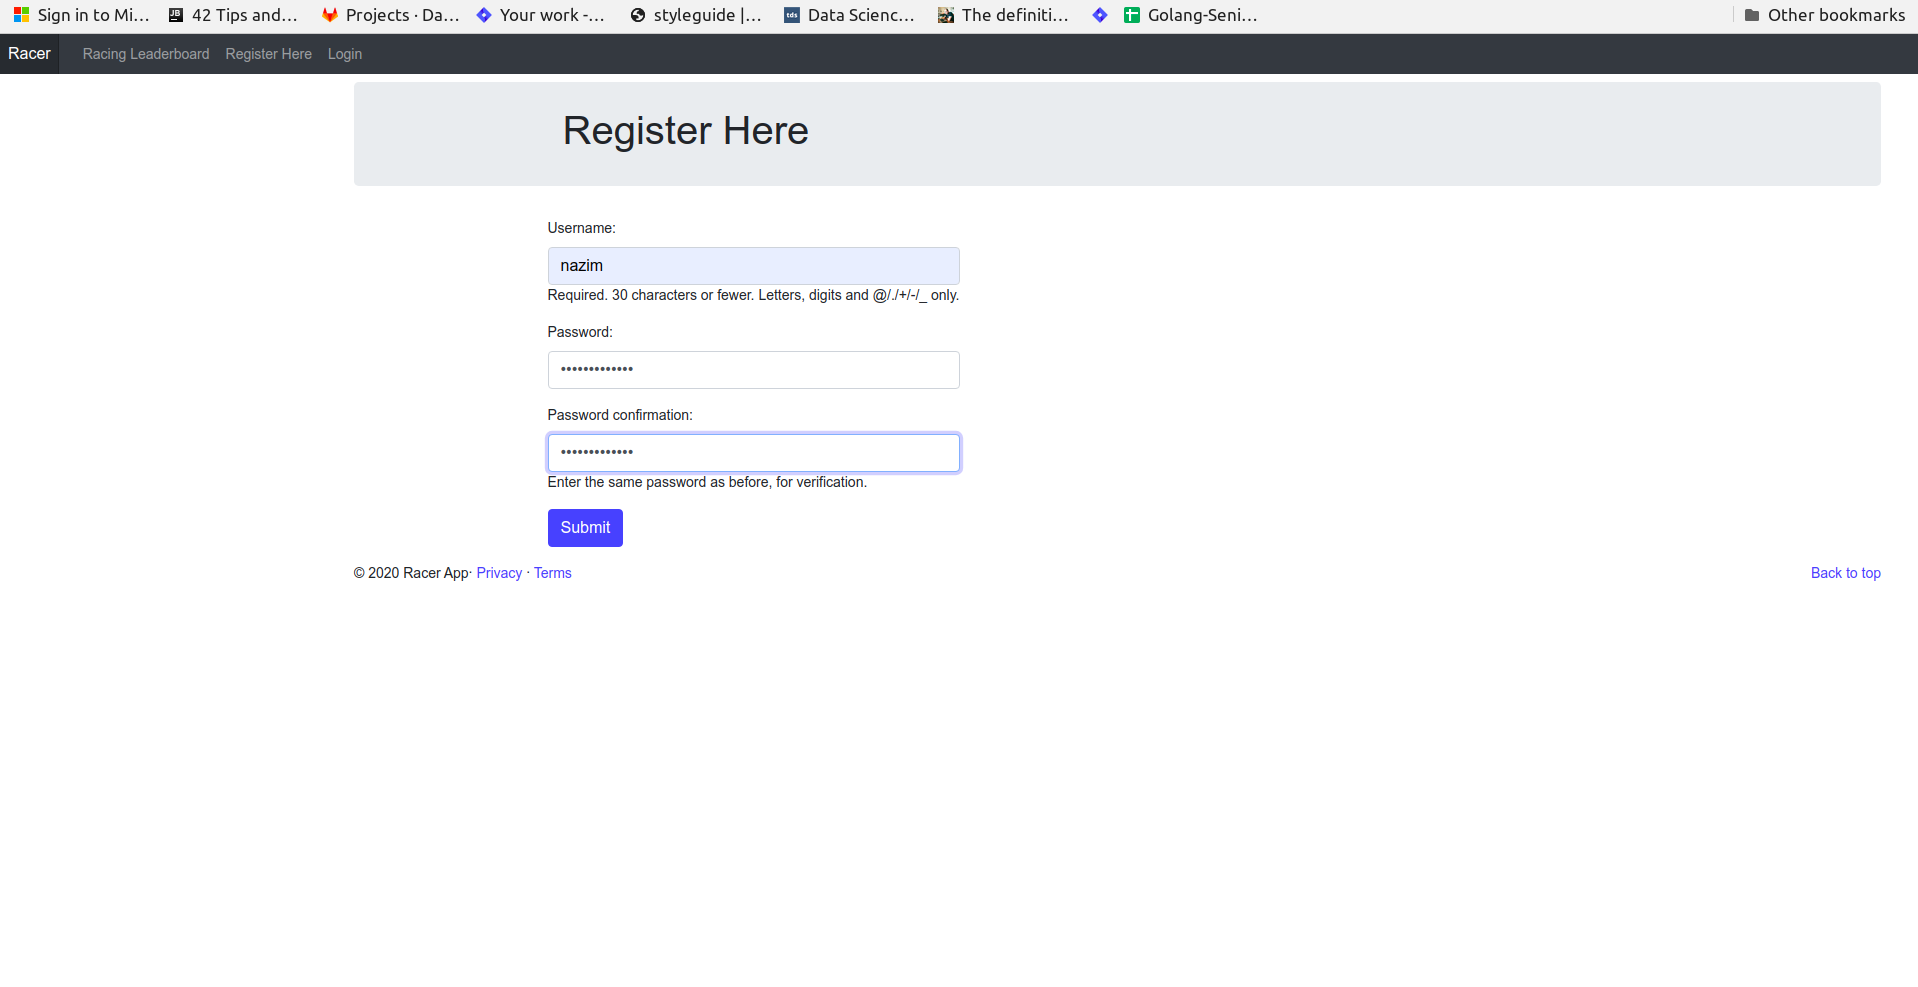 Sign in to Mi... 42 Tips and... Projects · Da... Your work -... styleguide |... tds Data Scienc... The definiti... Golang-Seni... Other bookmarks
Racer Racing Leaderboard Register Here Login
Register Here
Username:
nazim
Required. 30 characters or fewer. Letters, digits and @/./+/-/_ only.
Password:
•••••••••••••
Password confirmation:
•••••••••••••
Enter the same password as before, for verification.
Submit
© 2020 Racer App· Privacy · Terms Back to top